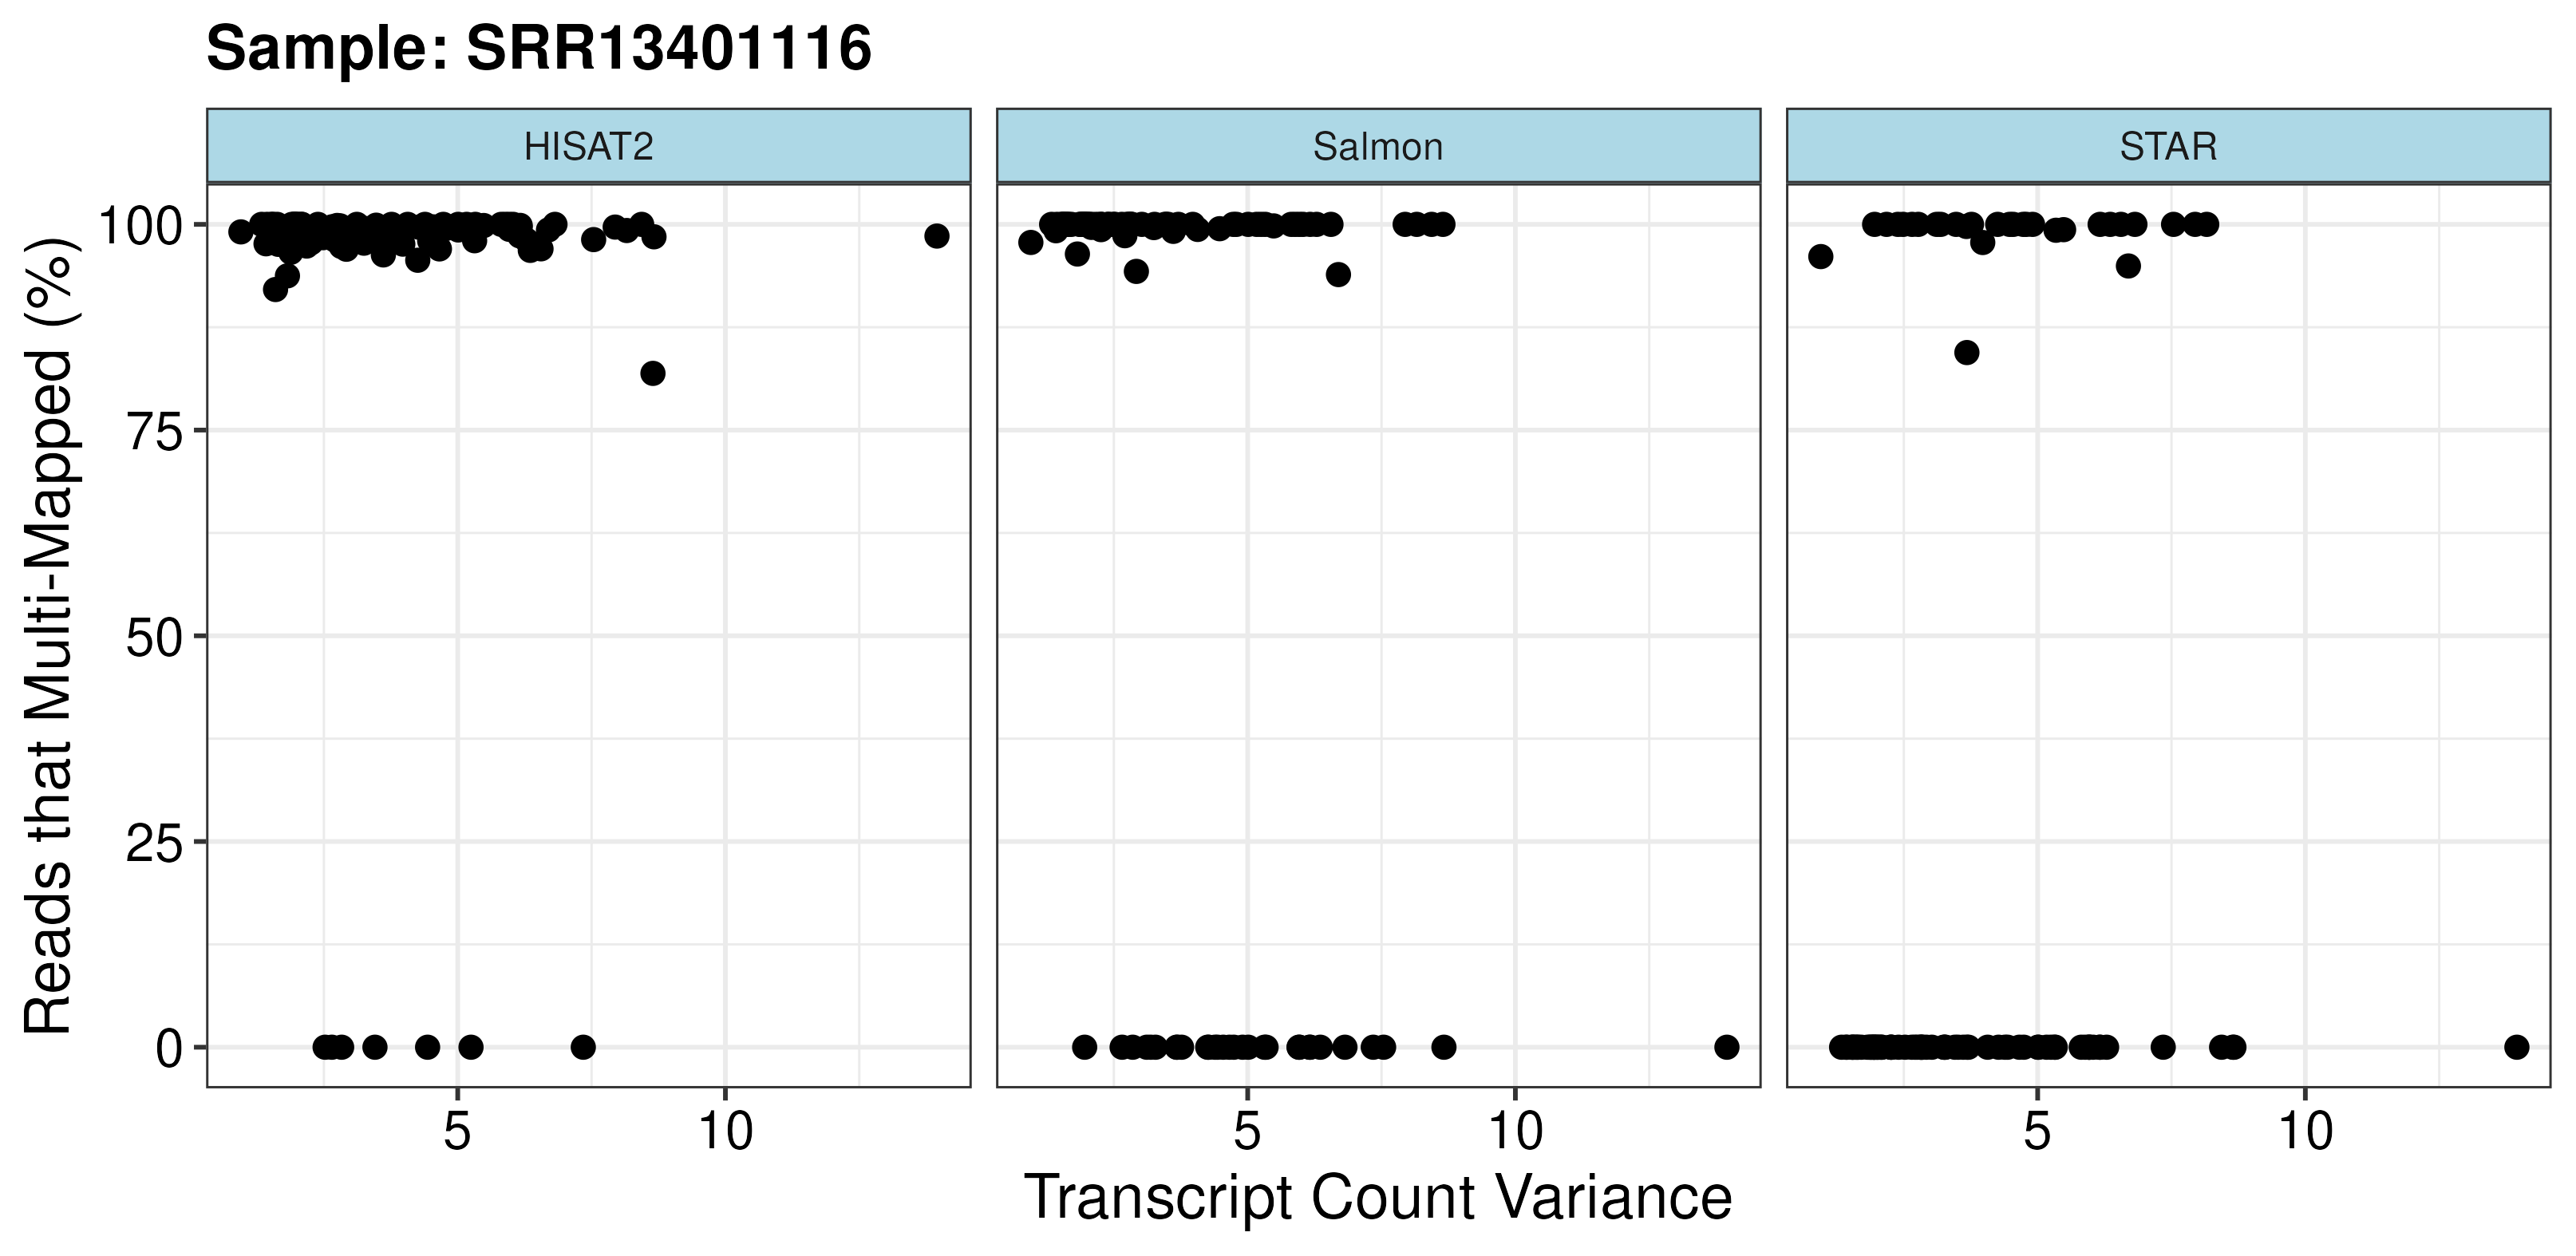 Sample: SRR13401116
HISAT2
Salmon
STAR
Reads that Multi-Mapped (%)
100
75
50
25
0
5
10
5
10
5
10
Transcript Count Variance